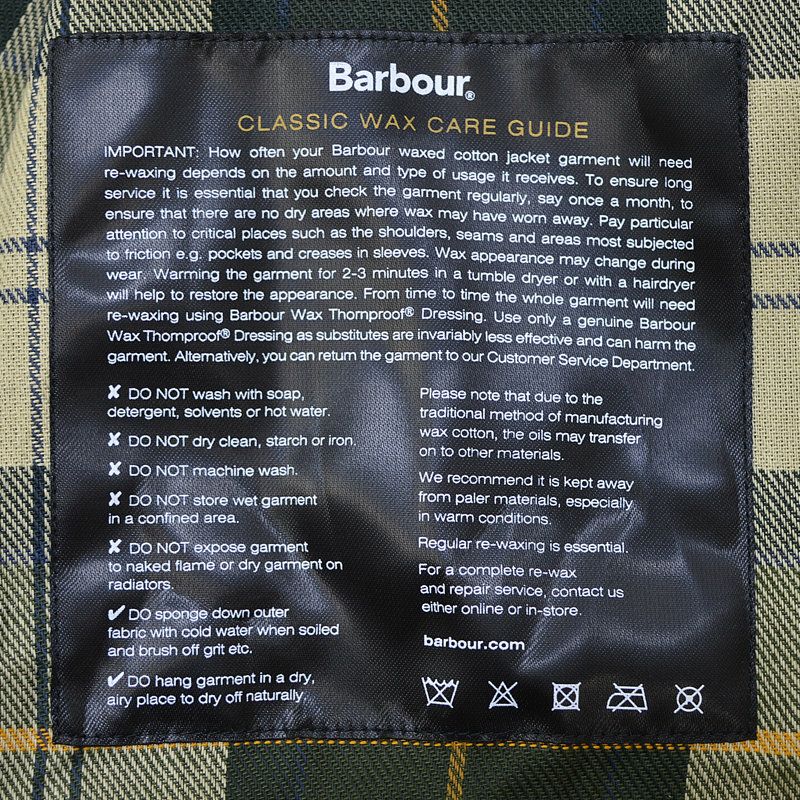 Barbour®
CLASSIC WAX CARE GUIDE
IMPORTANT: How often your Barbour waxed cotton jacket garment will need
re-waxing depends on the amount and type of usage it receives. To ensure long
service it is essential that you check the garment regularly, say once a month, to
ensure that there are no dry areas where wax may have worn away. Pay particular
attention to critical places such as the shoulders, seams and areas most subjected
to friction e.g. pockets and creases in sleeves. Wax appearance may change during
wear. Warming the garment for 2-3 minutes in a tumble dryer or with a hairdryer
will help to restore the appearance. From time to time the whole garment will need
re-waxing using Barbour Wax Thornproof® Dressing. Use only a genuine Barbour
Wax Thornproof® Dressing as substitutes are invariably less effective and can harm the
garment. Alternatively, you can return the garment to our Customer Service Department.
✘ DO NOT wash with soap,
detergent, solvents or hot water.
✘ DO NOT dry clean, starch or iron.
✘ DO NOT machine wash.
✘ DO NOT store wet garment
in a confined area.
✘ DO NOT expose garment
to naked flame or dry garment on
radiators.
✔ DO sponge down outer
fabric with cold water when soiled
and brush off grit etc.
✔ DO hang garment in a dry,
airy place to dry off naturally.
Please note that due to the
traditional method of manufacturing
wax cotton, the oils may transfer
on to other materials.
We recommend it is kept away
from paler materials, especially
in warm conditions.
Regular re-waxing is essential.
For a complete re-wax
and repair service, contact us
either online or in-store.
barbour.com